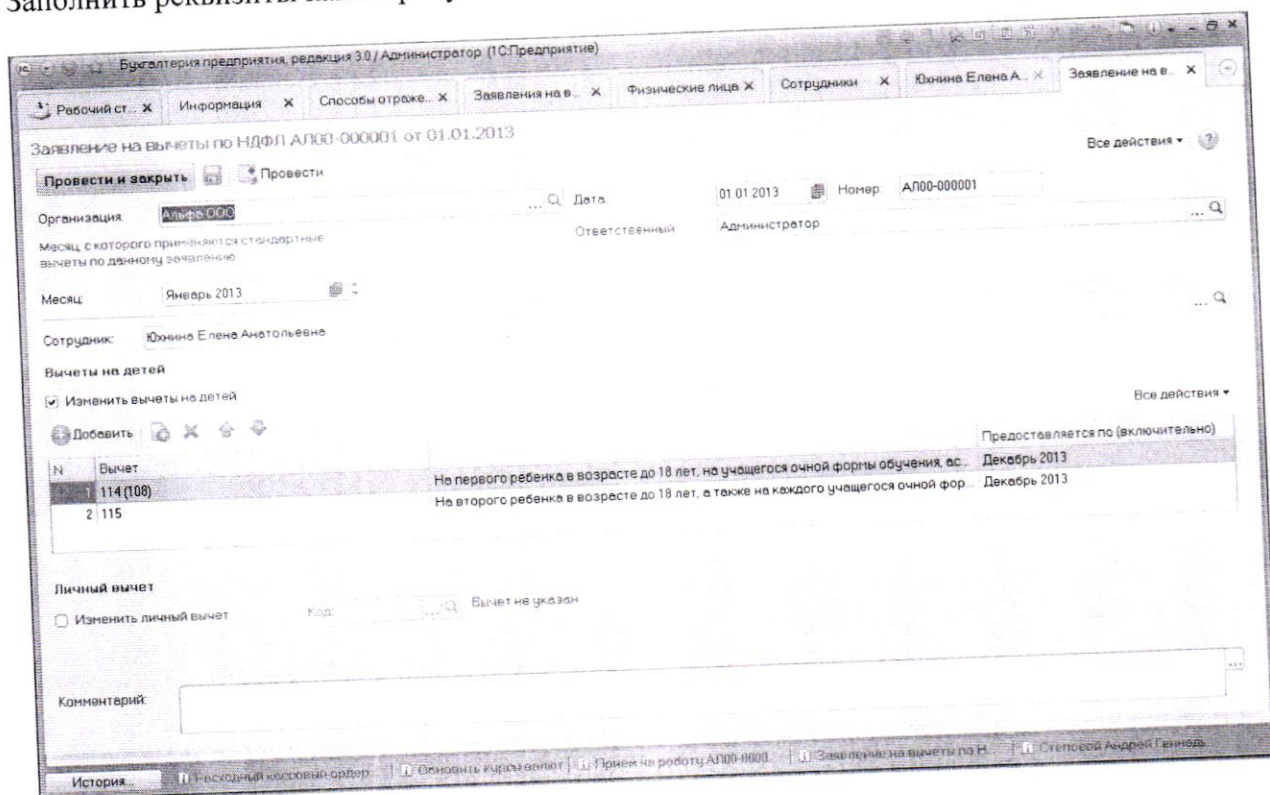 Заполнить реквизиты
Бухгалтерия предприятия, редакция 3.0 / Администратор (1С:Предприятие)
Рабочий ст... Информация Способы отраже... Заявления на в... Физические лица Сотрудники Юхнина Елена А... Заявление на в...
Заявление на вычеты по НДФЛ АЛ00-000001 от 01.01.2013
Провести и закрыть Провести Все действия
Организация: Альфа ООО ... Дата: 01.01.2013 Номер: АЛ00-000001
Месяц, с которого применяются стандартные Ответственный: Администратор ...
вычеты по данному заявлению
Месяц: Январь 2013
Сотрудник: Юхнина Елена Анатольевна ...
Вычеты на детей
Изменить вычеты на детей
Добавить Все действия
N Вычет Предоставляется по (включительно)
1 114 (108) На первого ребенка в возрасте до 18 лет, на учащегося очной формы обучения, ас... Декабрь 2013
2 115 На второго ребенка в возрасте до 18 лет, а также на каждого учащегося очной фор... Декабрь 2013
Личный вычет
Изменить личный вычет Код: ... Вычет не указан
Комментарий: ...
История... Расходный кассовый ордер Обновить курсы валют Прием на работу АЛ00-0000... Заявление на вычеты по Н... Степовой Андрей Геннадь...